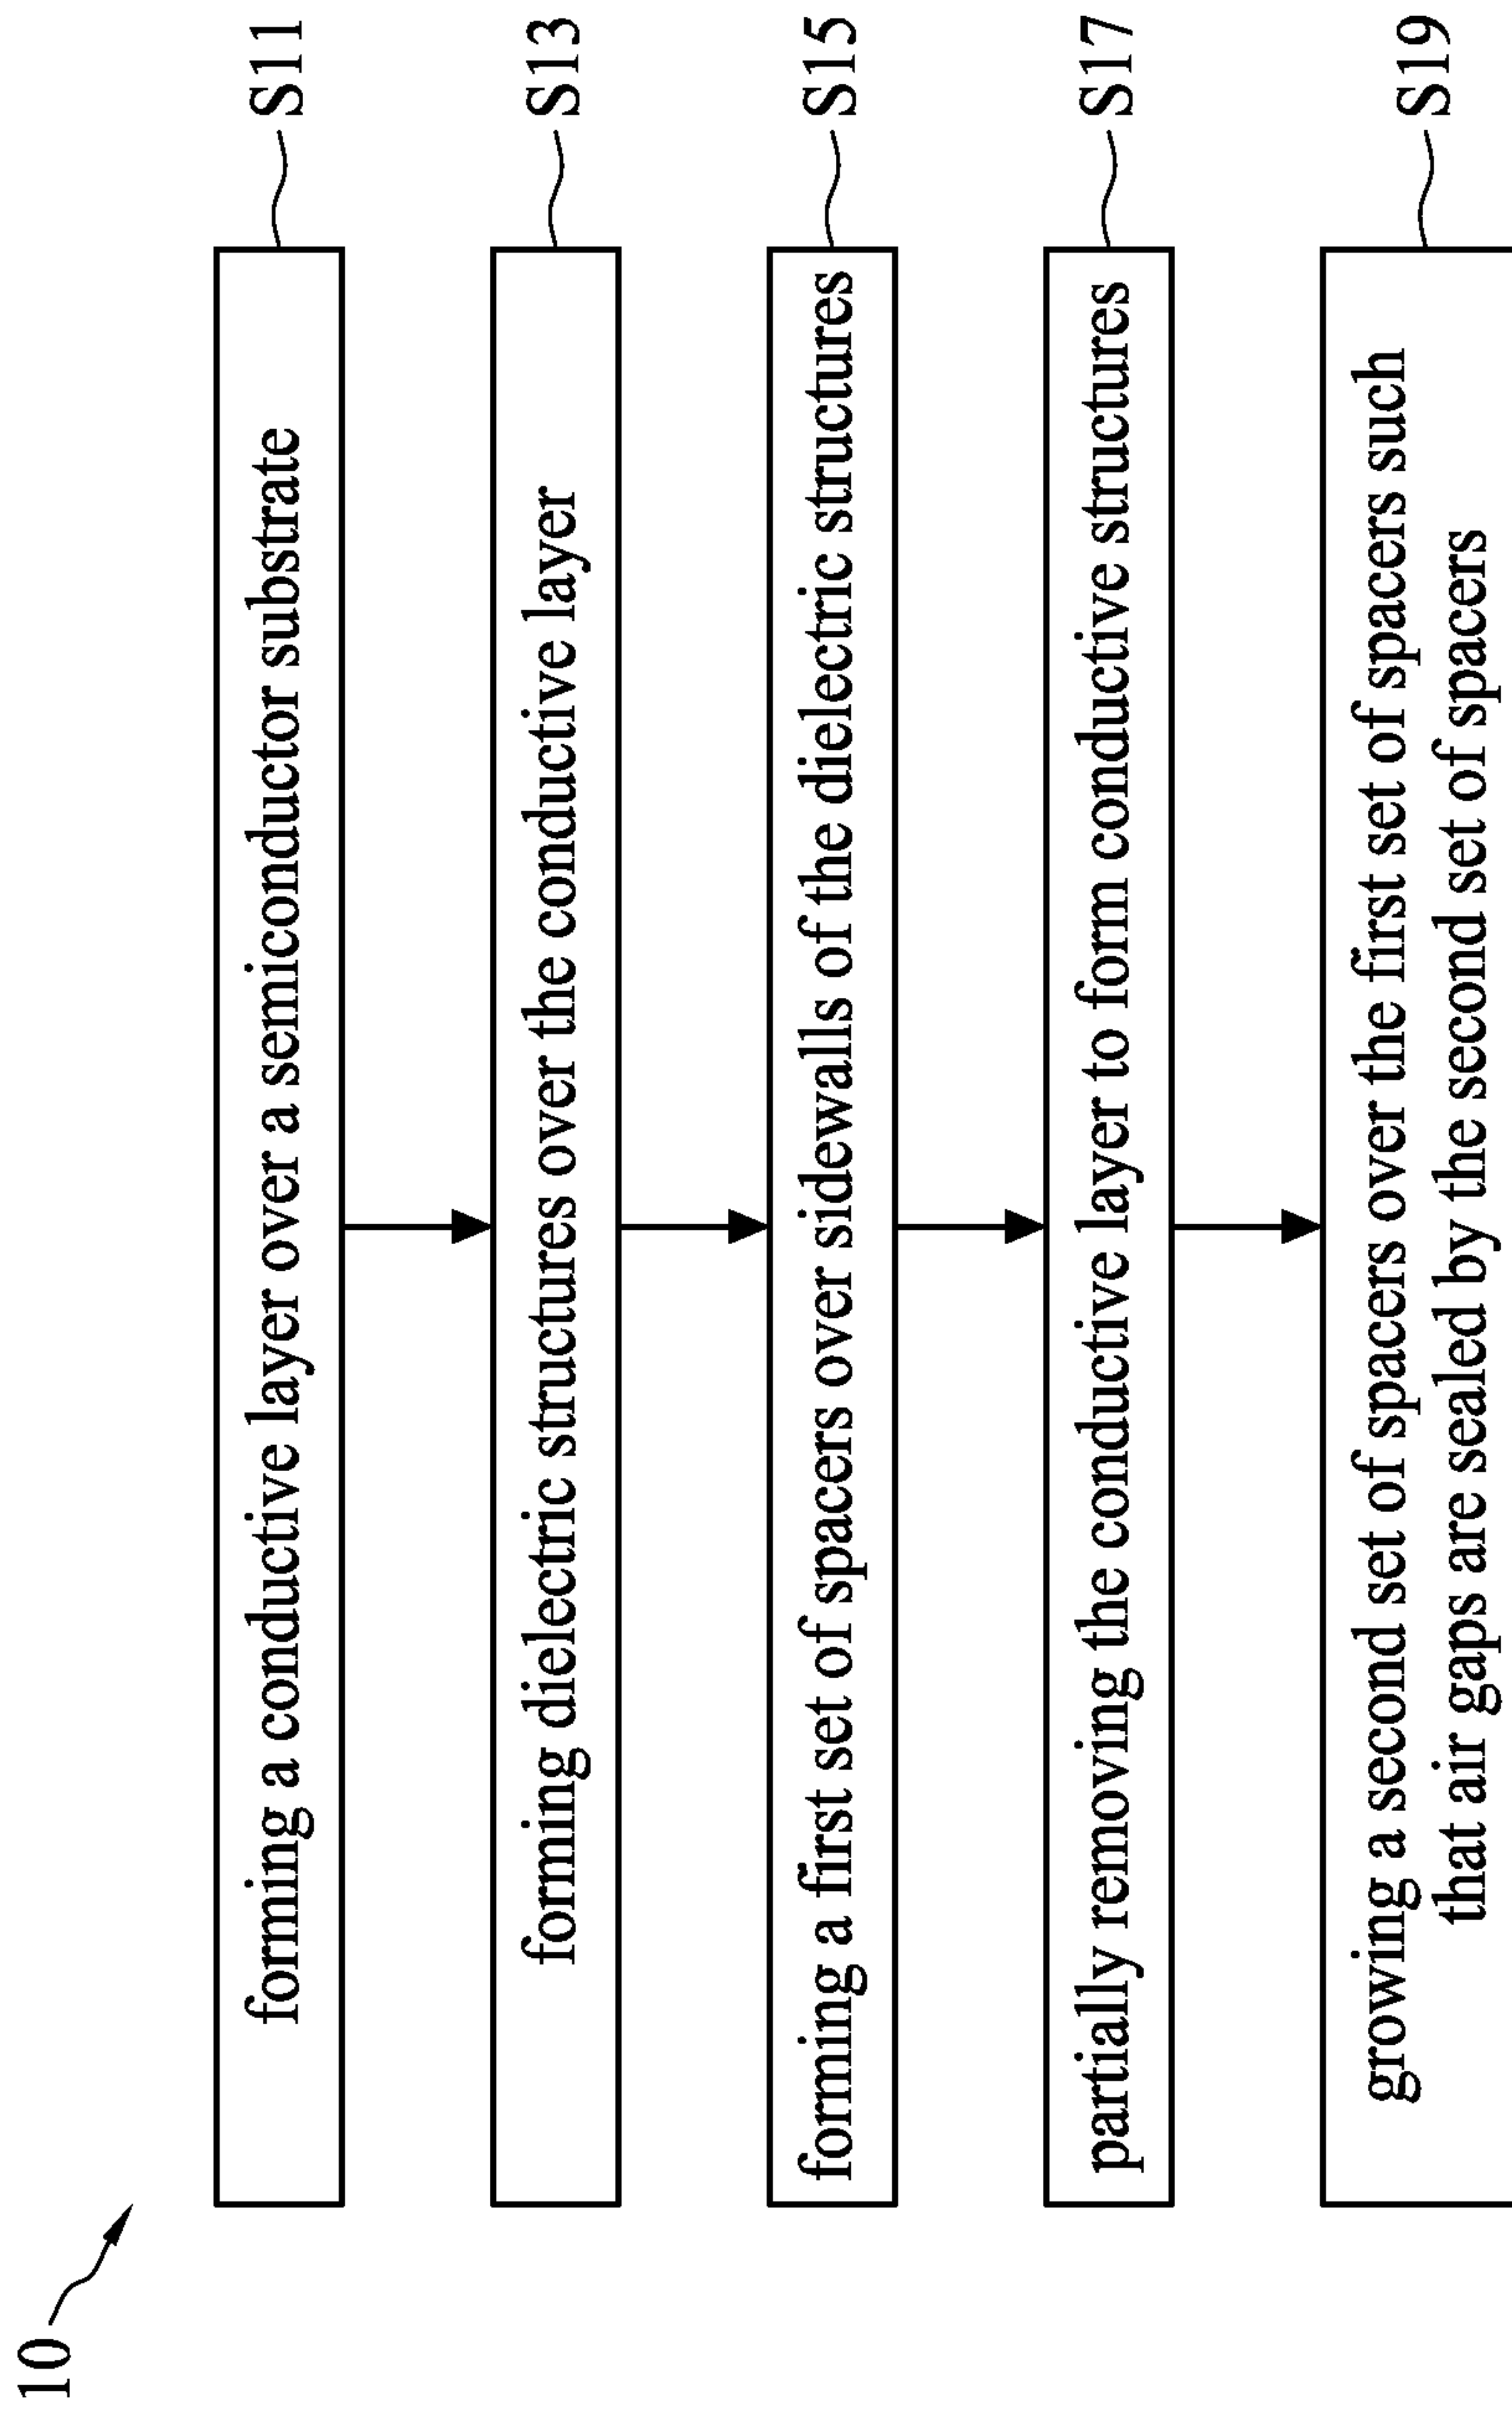 10
forming a conductive layer over a semiconductor substrate
S11
forming dielectric structures over the conductive layer
S13
forming a first set of spacers over sidewalls of the dielectric structures
S15
partially removing the conductive layer to form conductive structures
S17
growing a second set of spacers over the first set of spacers such
that air gaps are sealed by the second set of spacers
S19